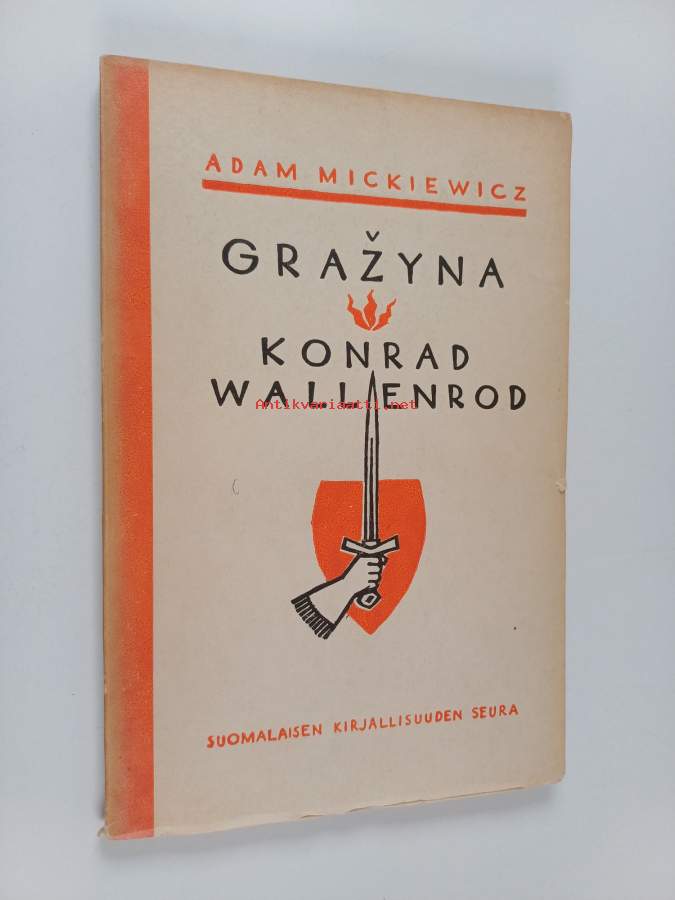 ADAM MICKIEWICZ
GRAŽYNA
KONRAD
WALLENROD
Antikvariaatti.net
SUOMALAISEN KIRJALLISUUDEN SEURA